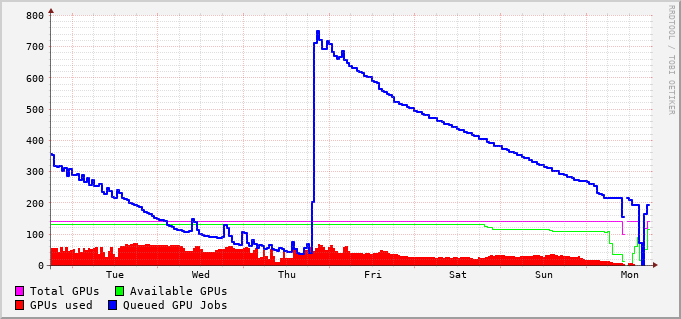 800
700
600
500
400
300
200
100
0
Tue Wed Thu Fri Sat Sun Mon
Total GPUs Available GPUs
GPUs used Queued GPU Jobs
RRDTOOL / TOBI OETIKER